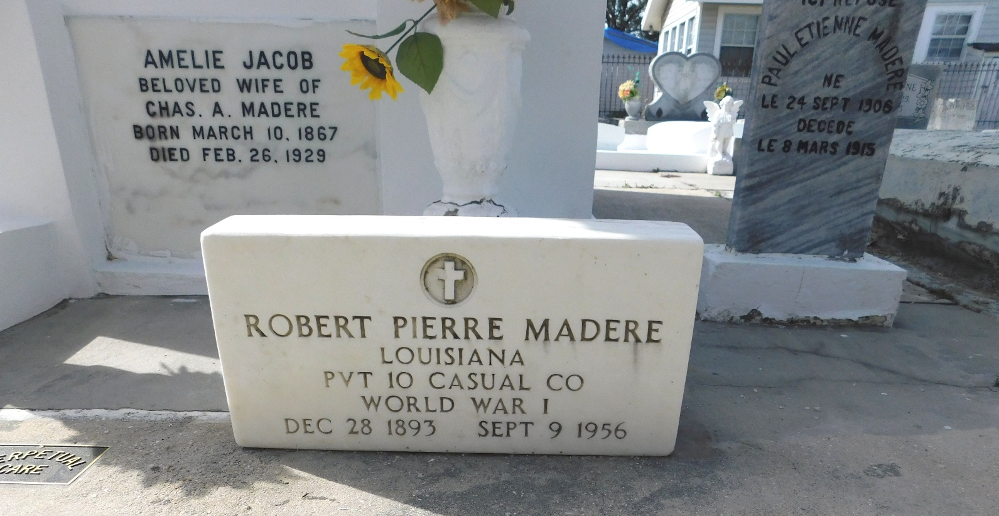 AMELIE JACOB
BELOVED WIFE OF
CHAS. A. MADERE
BORN MARCH 10, 1867
DIED FEB. 26, 1929
ICI REPOSE
PAUL ETIENNE MADERE
NE
LE 24 SEPT 1906
DECEDE
LE 8 MARS 1915
ROBERT PIERRE MADERE
LOUISIANA
PVT 10 CASUAL CO
WORLD WAR I
DEC 28 1893 SEPT 9 1956
PERPETUAL
CARE